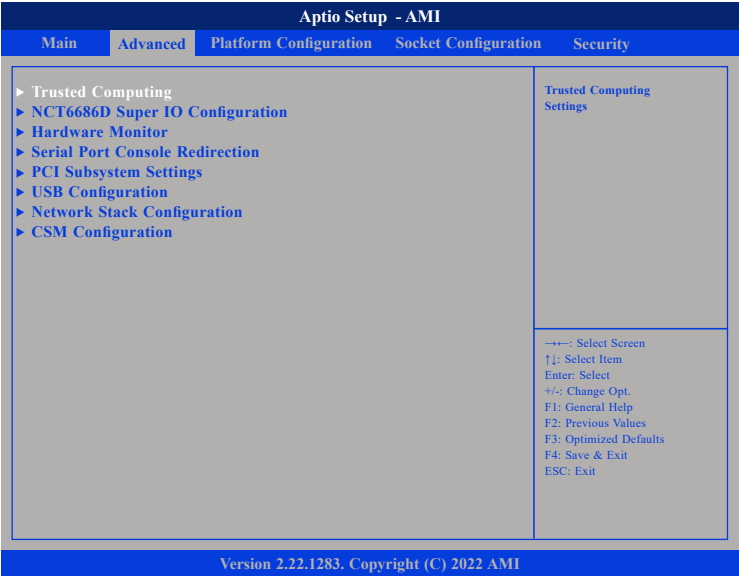 Aptio Setup - AMI
Main Advanced Platform Configuration Socket Configuration Security
► Trusted Computing
► NCT6686D Super IO Configuration
► Hardware Monitor
► Serial Port Console Redirection
► PCI Subsystem Settings
► USB Configuration
► Network Stack Configuration
► CSM Configuration
Trusted Computing
Settings
→←: Select Screen
↑↓: Select Item
Enter: Select
+/-: Change Opt.
F1: General Help
F2: Previous Values
F3: Optimized Defaults
F4: Save & Exit
ESC: Exit
Version 2.22.1283. Copyright (C) 2022 AMI